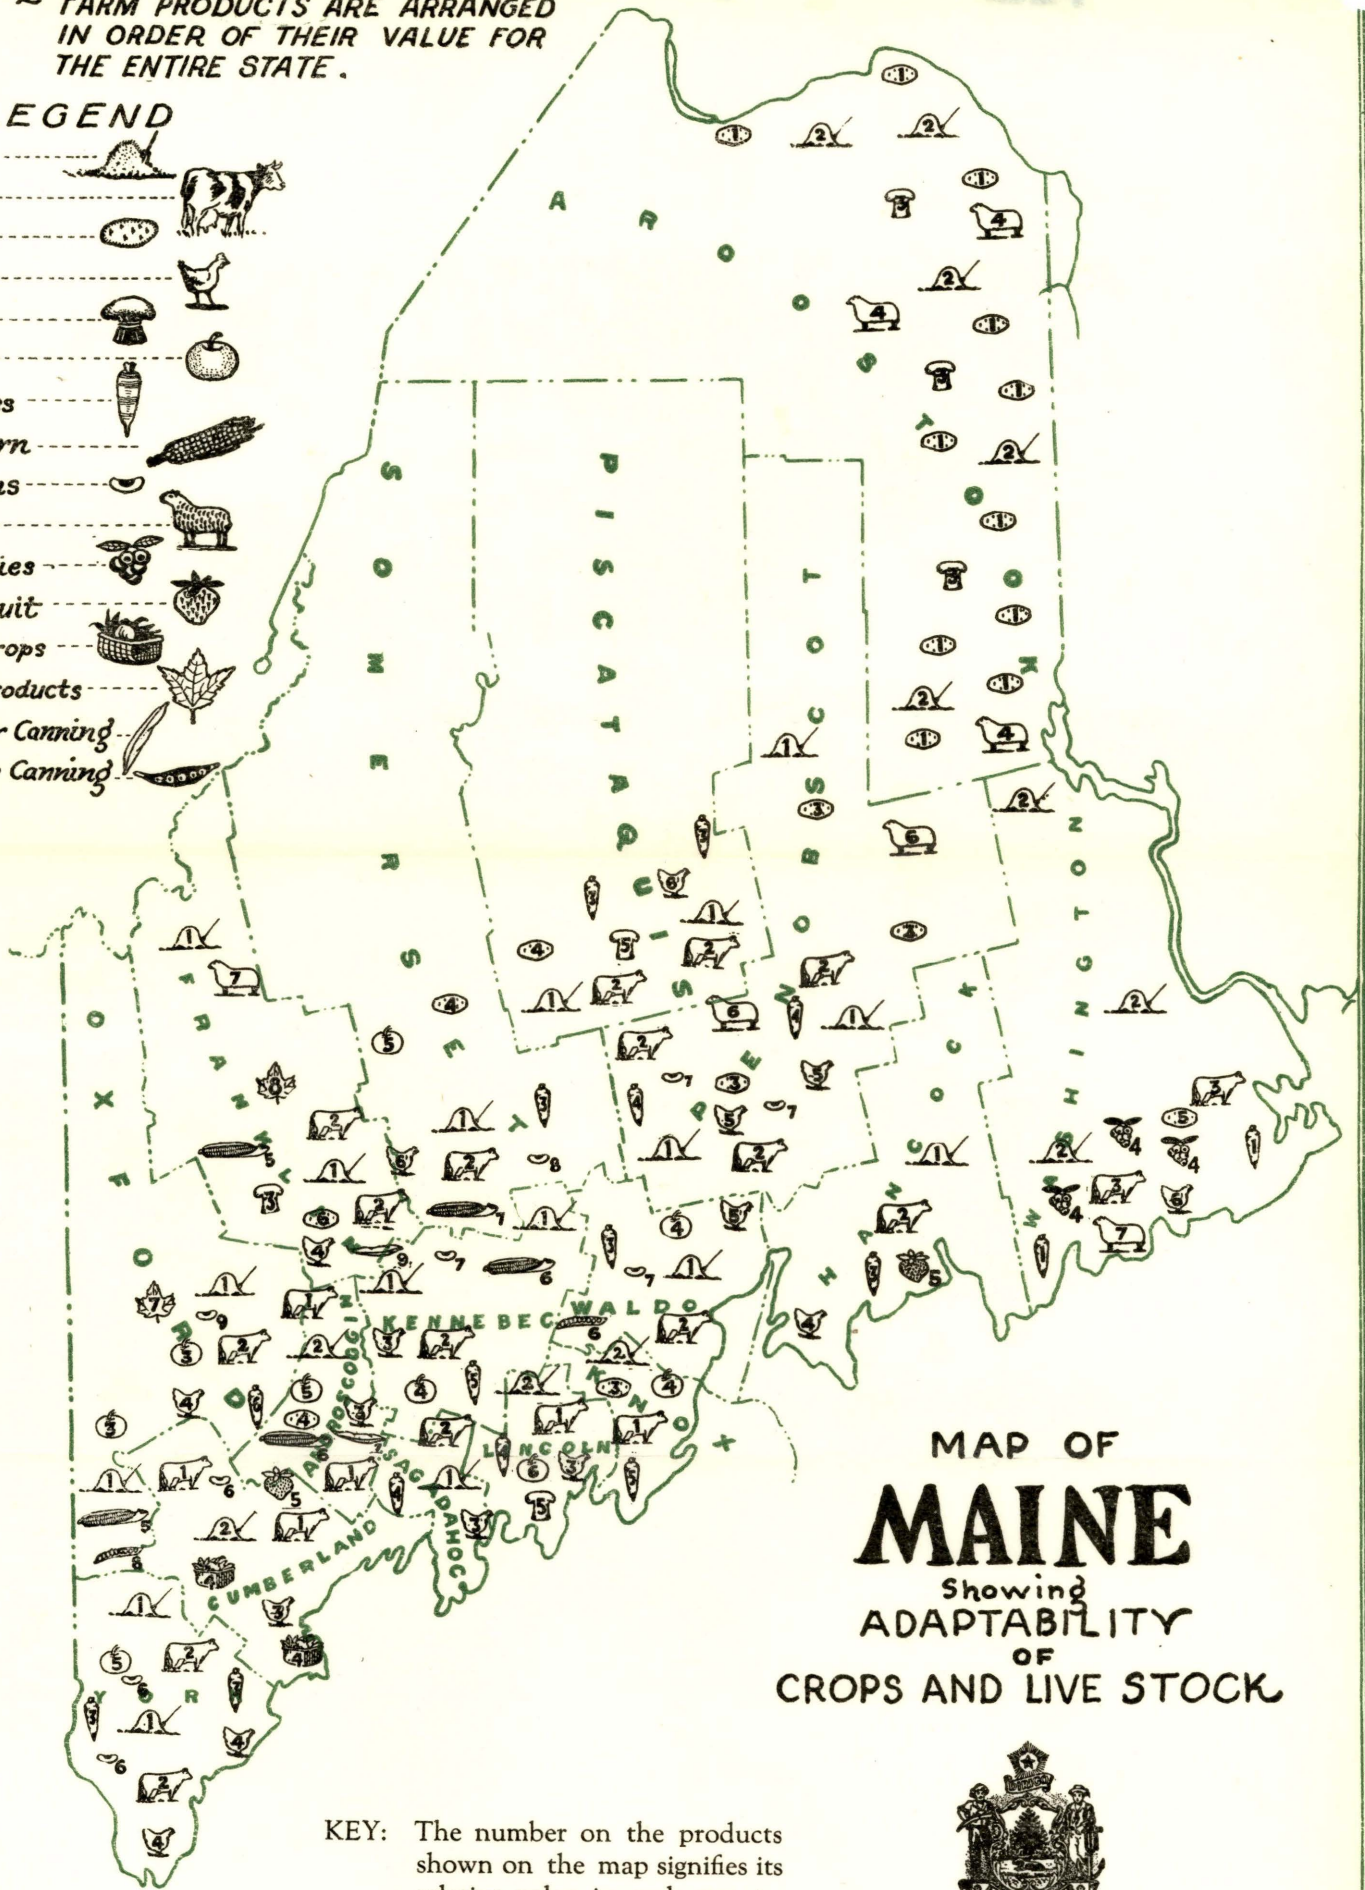 FARM PRODUCTS ARE ARRANGED
IN ORDER OF THEIR VALUE FOR
THE ENTIRE STATE.
EGEND
s
rn
ns
ies
uit
rops
roducts
r Canning
Canning
AROOSTOOK
SOMERSET
PISCATAQUIS
PENOBSCOT
WASHINGTON
HANCOCK
FRANKLIN
OXFORD
KENNEBEC
WALDO
KNOX
ANDROSCOGGIN
LINCOLN
SAGADAHOC
CUMBERLAND
YORK
MAP OF
MAINE
Showing
ADAPTABILITY
OF
CROPS AND LIVE STOCK
KEY: The number on the products
shown on the map signifies its